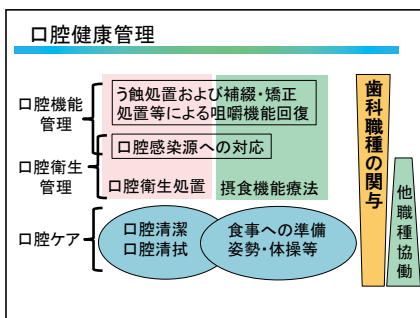 口腔健康管理
口腔機能
管理
う蝕処置および補綴・矯正
処置等による咀嚼機能回復
口腔感染源への対応
口腔衛生
管理
口腔衛生処置
摂食機能療法
口腔ケア
口腔清潔
口腔清拭
食事への準備
姿勢・体操等
歯科職種の関与
他職種協働